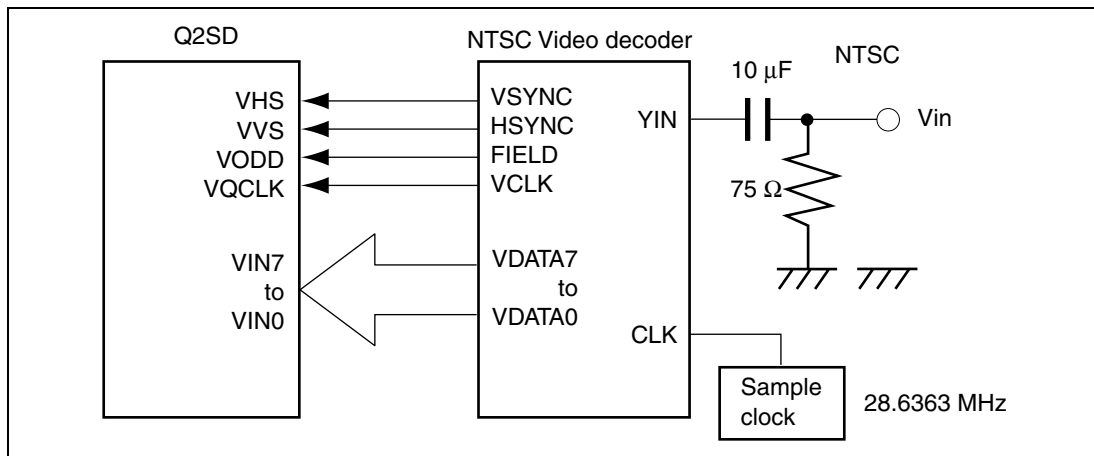 Q2SD
NTSC Video decoder
10 μF
NTSC
VHS
VVS
VODD
VQCLK
VIN7
to
VIN0
VSYNC
HSYNC
FIELD
VCLK
VDATA7
to
VDATA0
YIN
CLK
Vin
75 Ω
Sample
clock
28.6363 MHz